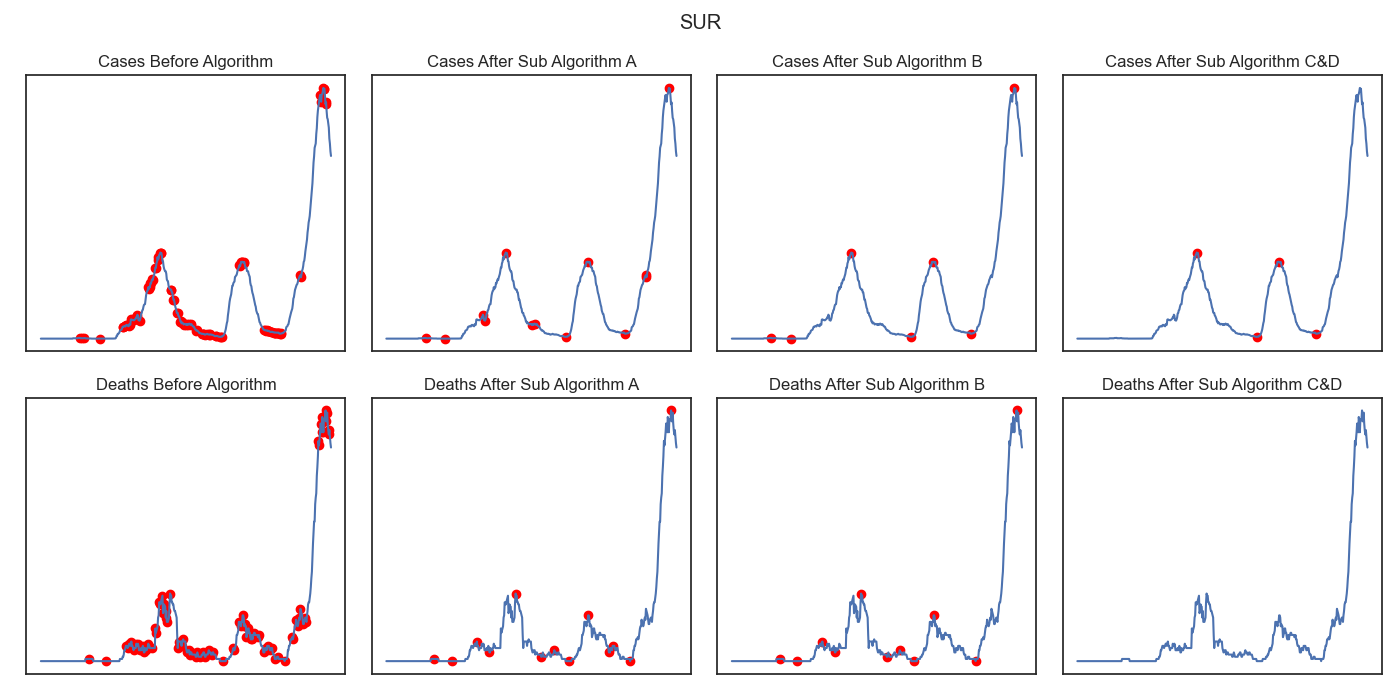 SUR
Cases Before Algorithm
Cases After Sub Algorithm A
Cases After Sub Algorithm B
Cases After Sub Algorithm C&D
Deaths Before Algorithm
Deaths After Sub Algorithm A
Deaths After Sub Algorithm B
Deaths After Sub Algorithm C&D